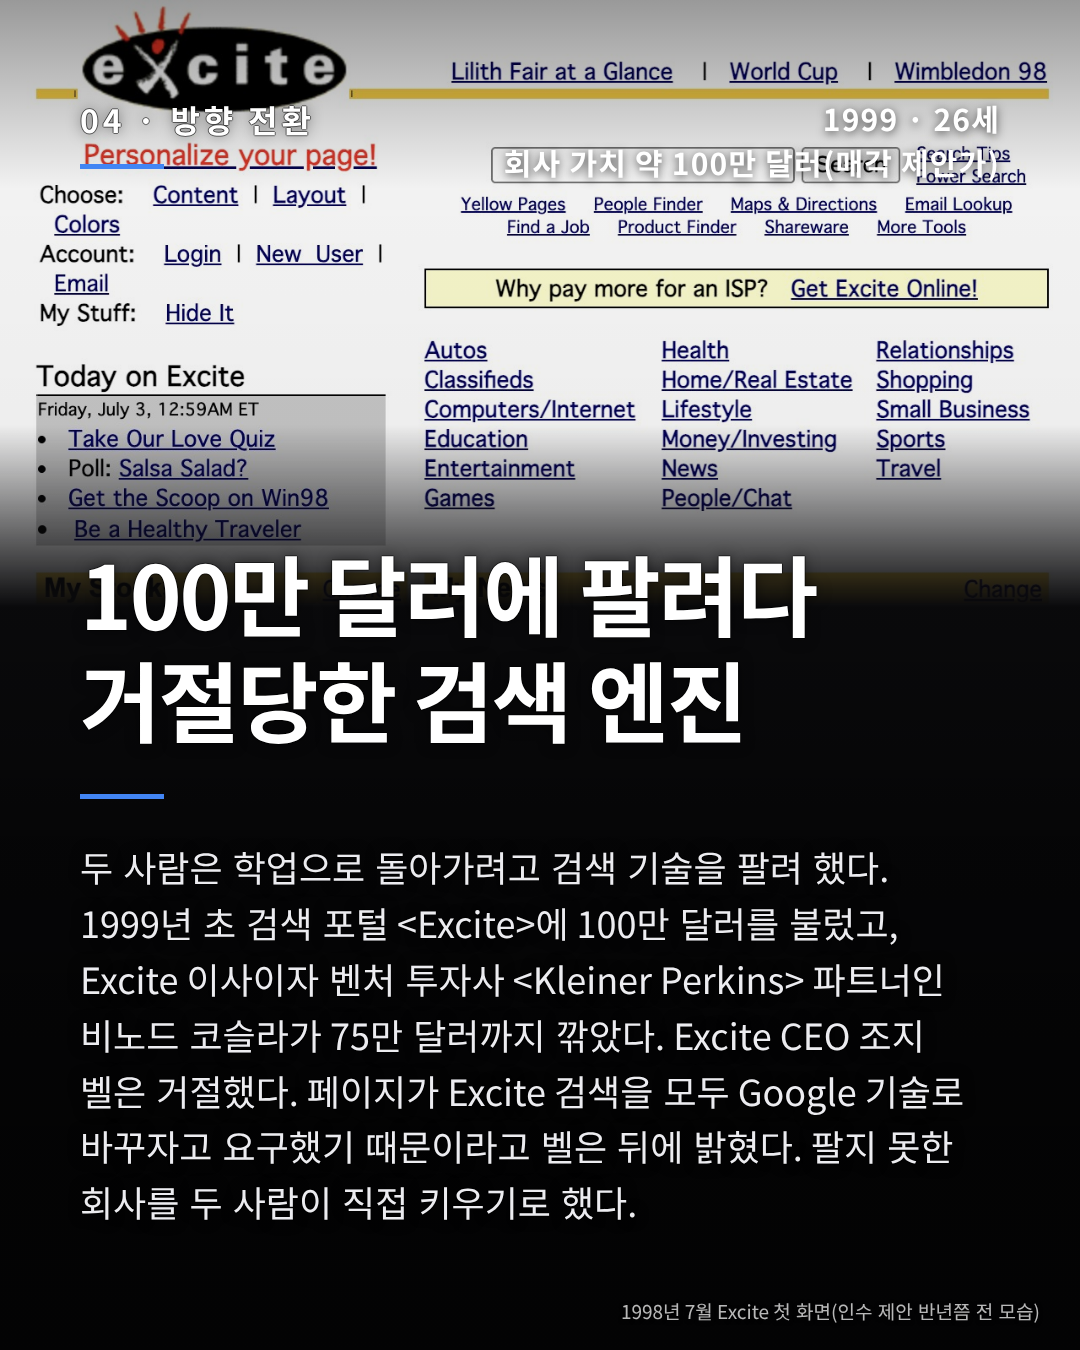 excite
Lilith Fair at a Glance | World Cup | Wimbledon 98
04 · 방향 전환
1999 · 26세
회사 가치 약 100만 달러(매각 제안가)
Personalize your page!
Search Tips
Power Search
Choose: Content | Layout |
Colors
Account: Login | New User |
Email
My Stuff: Hide It
Yellow Pages People Finder Maps & Directions Email Lookup
Find a Job Product Finder Shareware More Tools
Why pay more for an ISP? Get Excite Online!
Today on Excite
Friday, July 3, 12:59AM ET
• Take Our Love Quiz
• Poll: Salsa Salad?
• Get the Scoop on Win98
• Be a Healthy Traveler
Autos Health Relationships
Classifieds Home/Real Estate Shopping
Computers/Internet Lifestyle Small Business
Education Money/Investing Sports
Entertainment News Travel
Games People/Chat
My
Change
100만 달러에 팔려다
거절당한 검색 엔진
두 사람은 학업으로 돌아가려고 검색 기술을 팔려 했다.
1999년 초 검색 포털 <Excite>에 100만 달러를 불렀고,
Excite 이사이자 벤처 투자사 <Kleiner Perkins> 파트너인
비노드 코슬라가 75만 달러까지 깎았다. Excite CEO 조지
벨은 거절했다. 페이지가 Excite 검색을 모두 Google 기술로
바꾸자고 요구했기 때문이라고 벨은 뒤에 밝혔다. 팔지 못한
회사를 두 사람이 직접 키우기로 했다.
1998년 7월 Excite 첫 화면(인수 제안 반년쯤 전 모습)